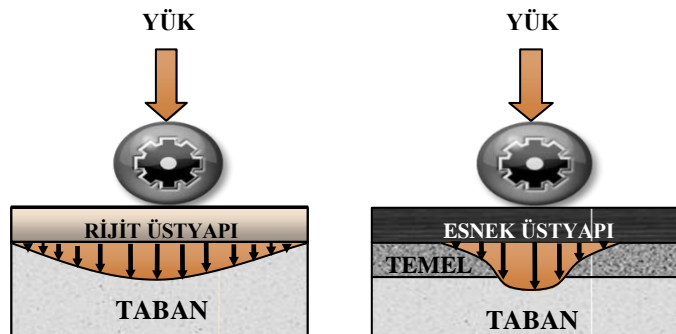 YÜK
RİJİT ÜSTYAPI
TABAN
YÜK
ESNEK ÜSTYAPI
TEMEL
TABAN